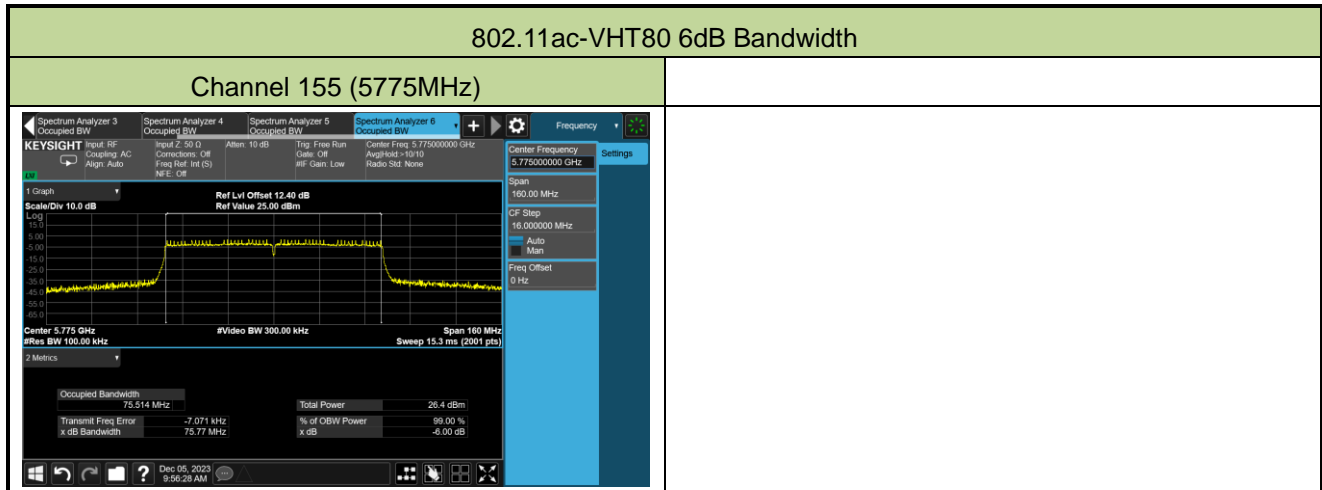 802.11ac-VHT80 6dB Bandwidth
Channel 155 (5775MHz)
Spectrum Analyzer 3
Occupied BW
Spectrum Analyzer 4
Occupied BW
Spectrum Analyzer 5
Occupied BW
Spectrum Analyzer 6
Occupied BW
Frequency
KEYSIGHT
Input: RF
Coupling: AC
Align: Auto
Input Z: 50 Ω
Corrections: Off
Freq Ref: Int (S)
NFE: Off
Atten: 10 dB
Trig: Free Run
Gate: Off
#IF Gain: Low
Center Freq: 5.775000000 GHz
Avg|Hold:>10/10
Radio Std: None
Center Frequency
5.775000000 GHz
Settings
Span
160.00 MHz
CF Step
16.000000 MHz
Auto
Man
Freq Offset
0 Hz
1 Graph
Scale/Div 10.0 dB
Ref Lvl Offset 12.40 dB
Ref Value 25.00 dBm
Log
15.0
5.00
-5.00
-15.0
-25.0
-35.0
-45.0
-55.0
-65.0
Center 5.775 GHz
#Res BW 100.00 kHz
#Video BW 300.00 kHz
Span 160 MHz
Sweep 15.3 ms (2001 pts)
2 Metrics
Occupied Bandwidth
75.514 MHz
Total Power 26.4 dBm
Transmit Freq Error -7.071 kHz
% of OBW Power 99.00 %
x dB Bandwidth 75.77 MHz
x dB -6.00 dB
?
Dec 05, 2023
9:56:28 AM